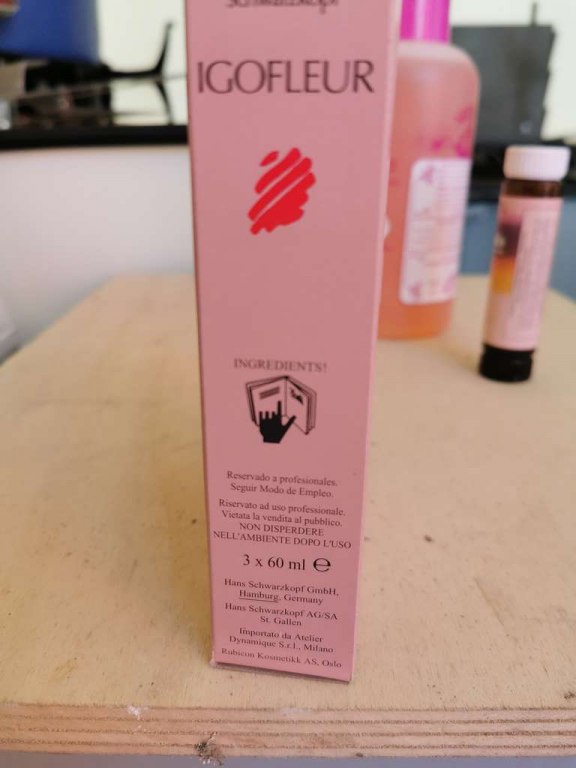 Schwarzkopf
IGOFLEUR
INGREDIENTS!
Reservado a profesionales.
Seguir Modo de Empleo.
Riservato ad uso professionale.
Vietata la vendita al pubblico.
NON DISPERDERE
NELL'AMBIENTE DOPO L'USO
3 x 60 ml ℮
Hans Schwarzkopf GmbH,
Hamburg, Germany
Hans Schwarzkopf AG/SA
St. Gallen
Importato da Atelier
Dynamique S.r.l., Milano
Rubicon Kosmetikk AS, Oslo